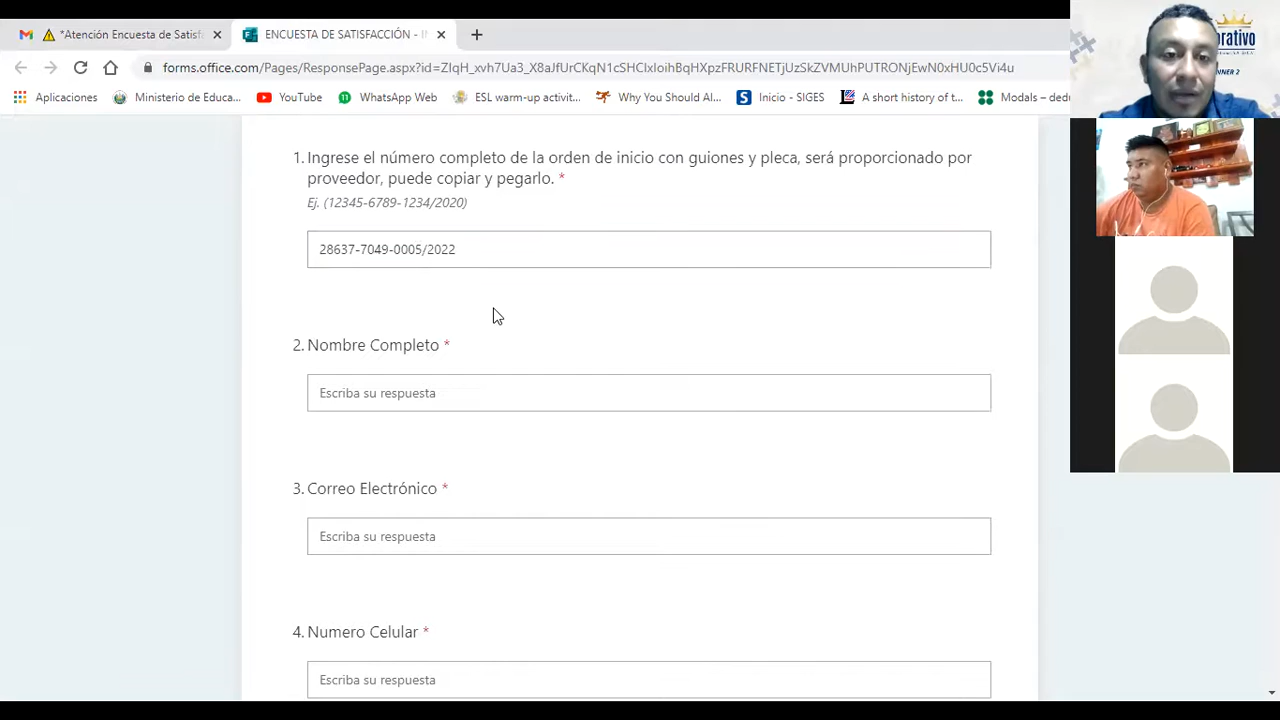 *Atención Encuesta de Satisf
ENCUESTA DE SATISFACCIÓN - I
forms.office.com/Pages/ResponsePage.aspx?id=ZIqH_xvh7Ua3_X8aJfUrCKqN1cSHClxIoihBqHXpzFRURFNETjUzSkZVMUhPUTRONjEwN0xHU0c5Vi4u
Aplicaciones
Ministerio de Educa...
YouTube
WhatsApp Web
ESL warm-up activit...
Why You Should Al...
Inicio - SIGES
A short history of t...
Modals – dedu
1. Ingrese el número completo de la orden de inicio con guiones y pleca, será proporcionado por
proveedor, puede copiar y pegarlo. *
Ej. (12345-6789-1234/2020)
28637-7049-0005/2022
2. Nombre Completo *
Escriba su respuesta
3. Correo Electrónico *
Escriba su respuesta
4. Numero Celular *
Escriba su respuesta
orativo
NNER 2